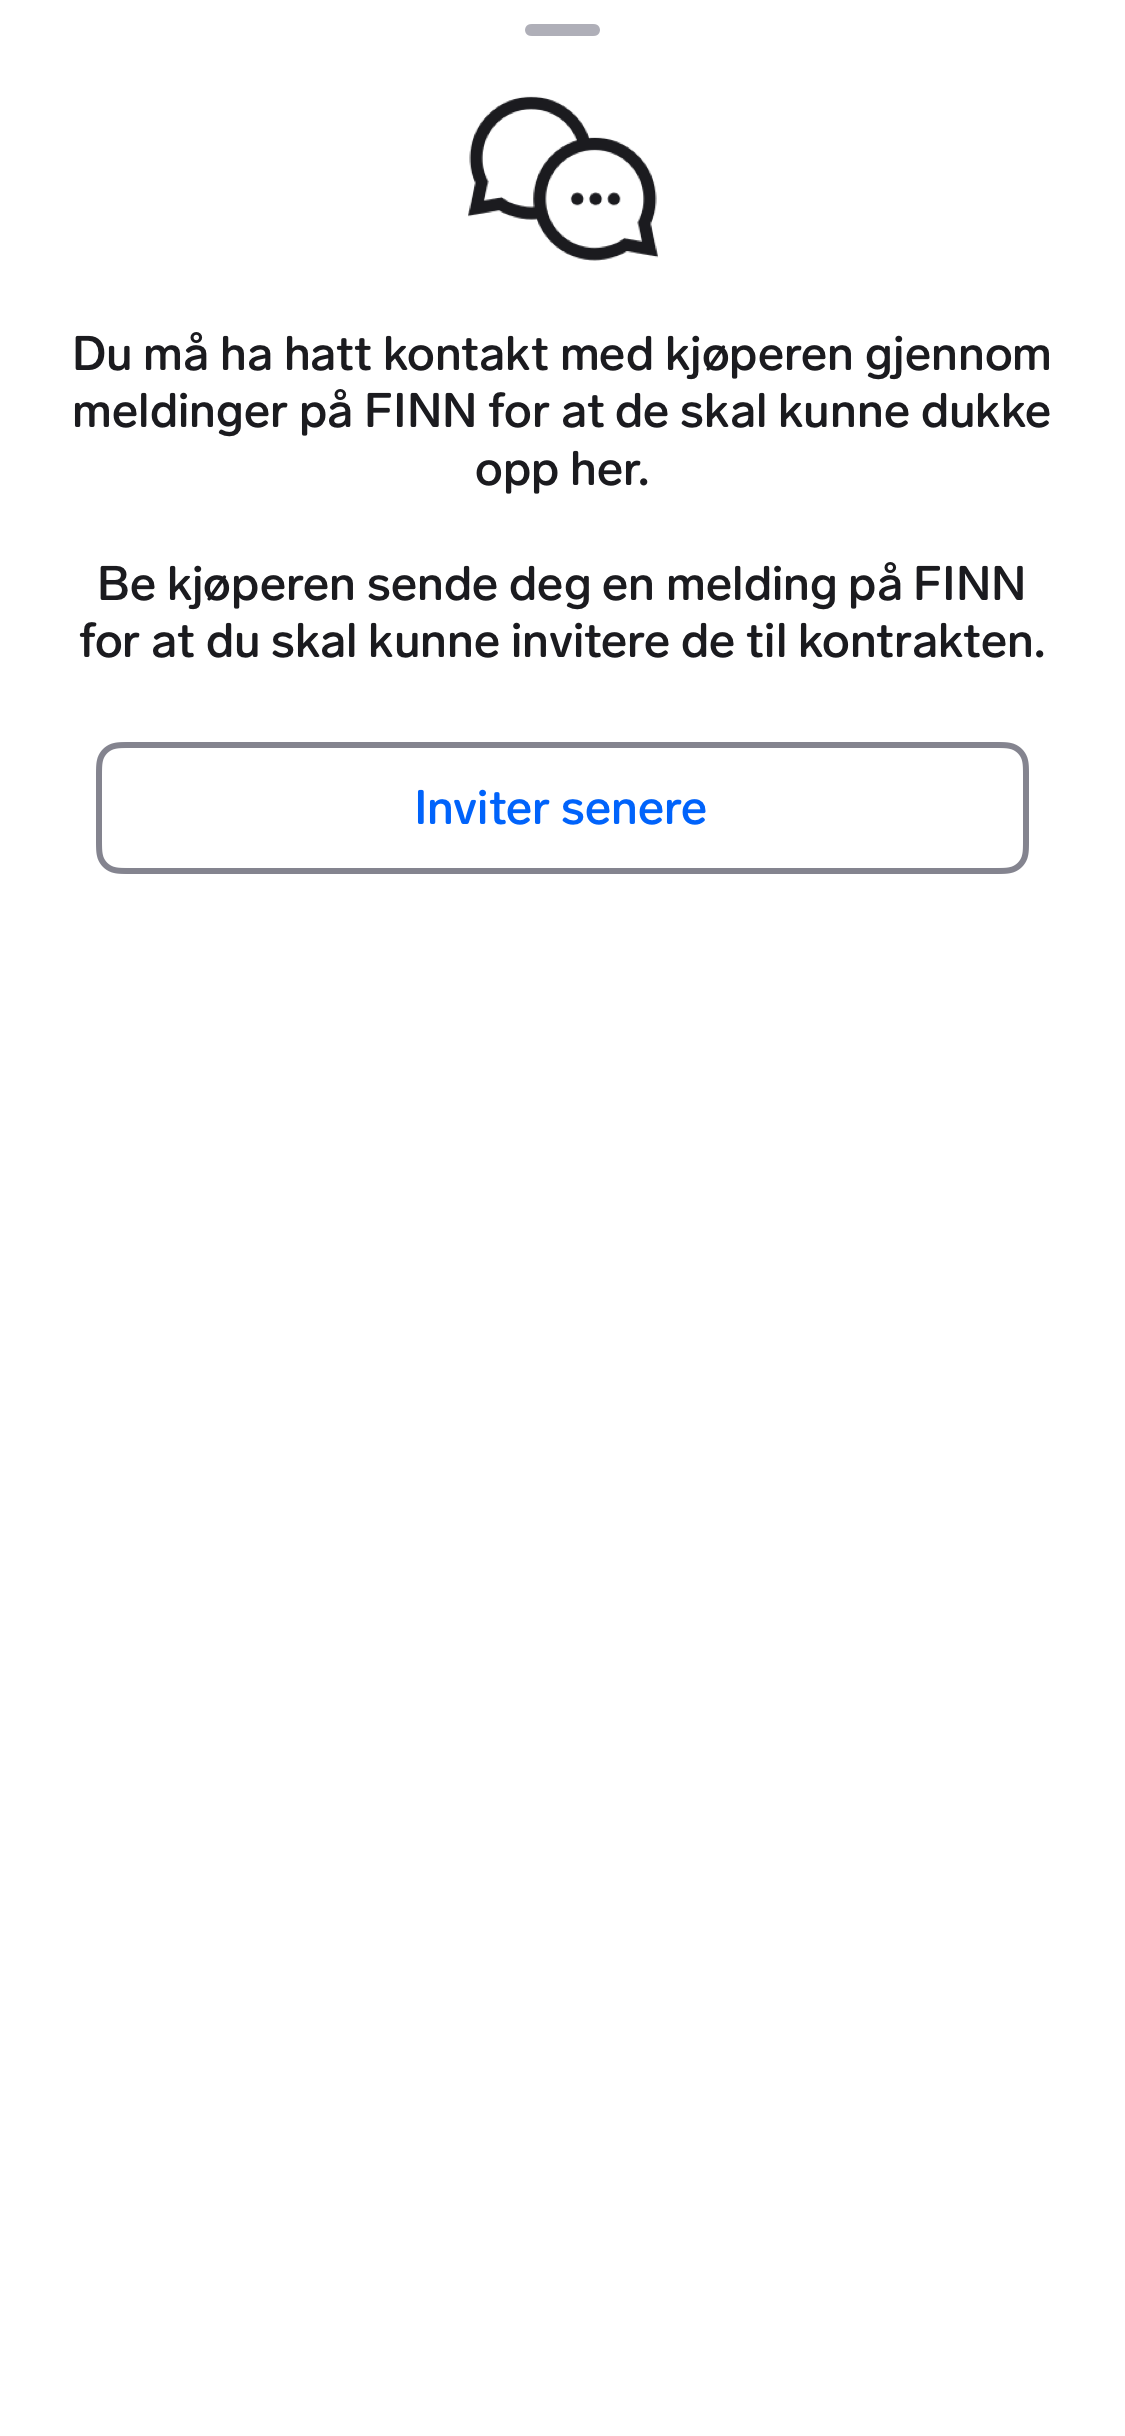 Du må ha hatt kontakt med kjøperen gjennom
meldinger på FINN for at de skal kunne dukke
opp her.
Be kjøperen sende deg en melding på FINN
for at du skal kunne invitere de til kontrakten.
Inviter senere